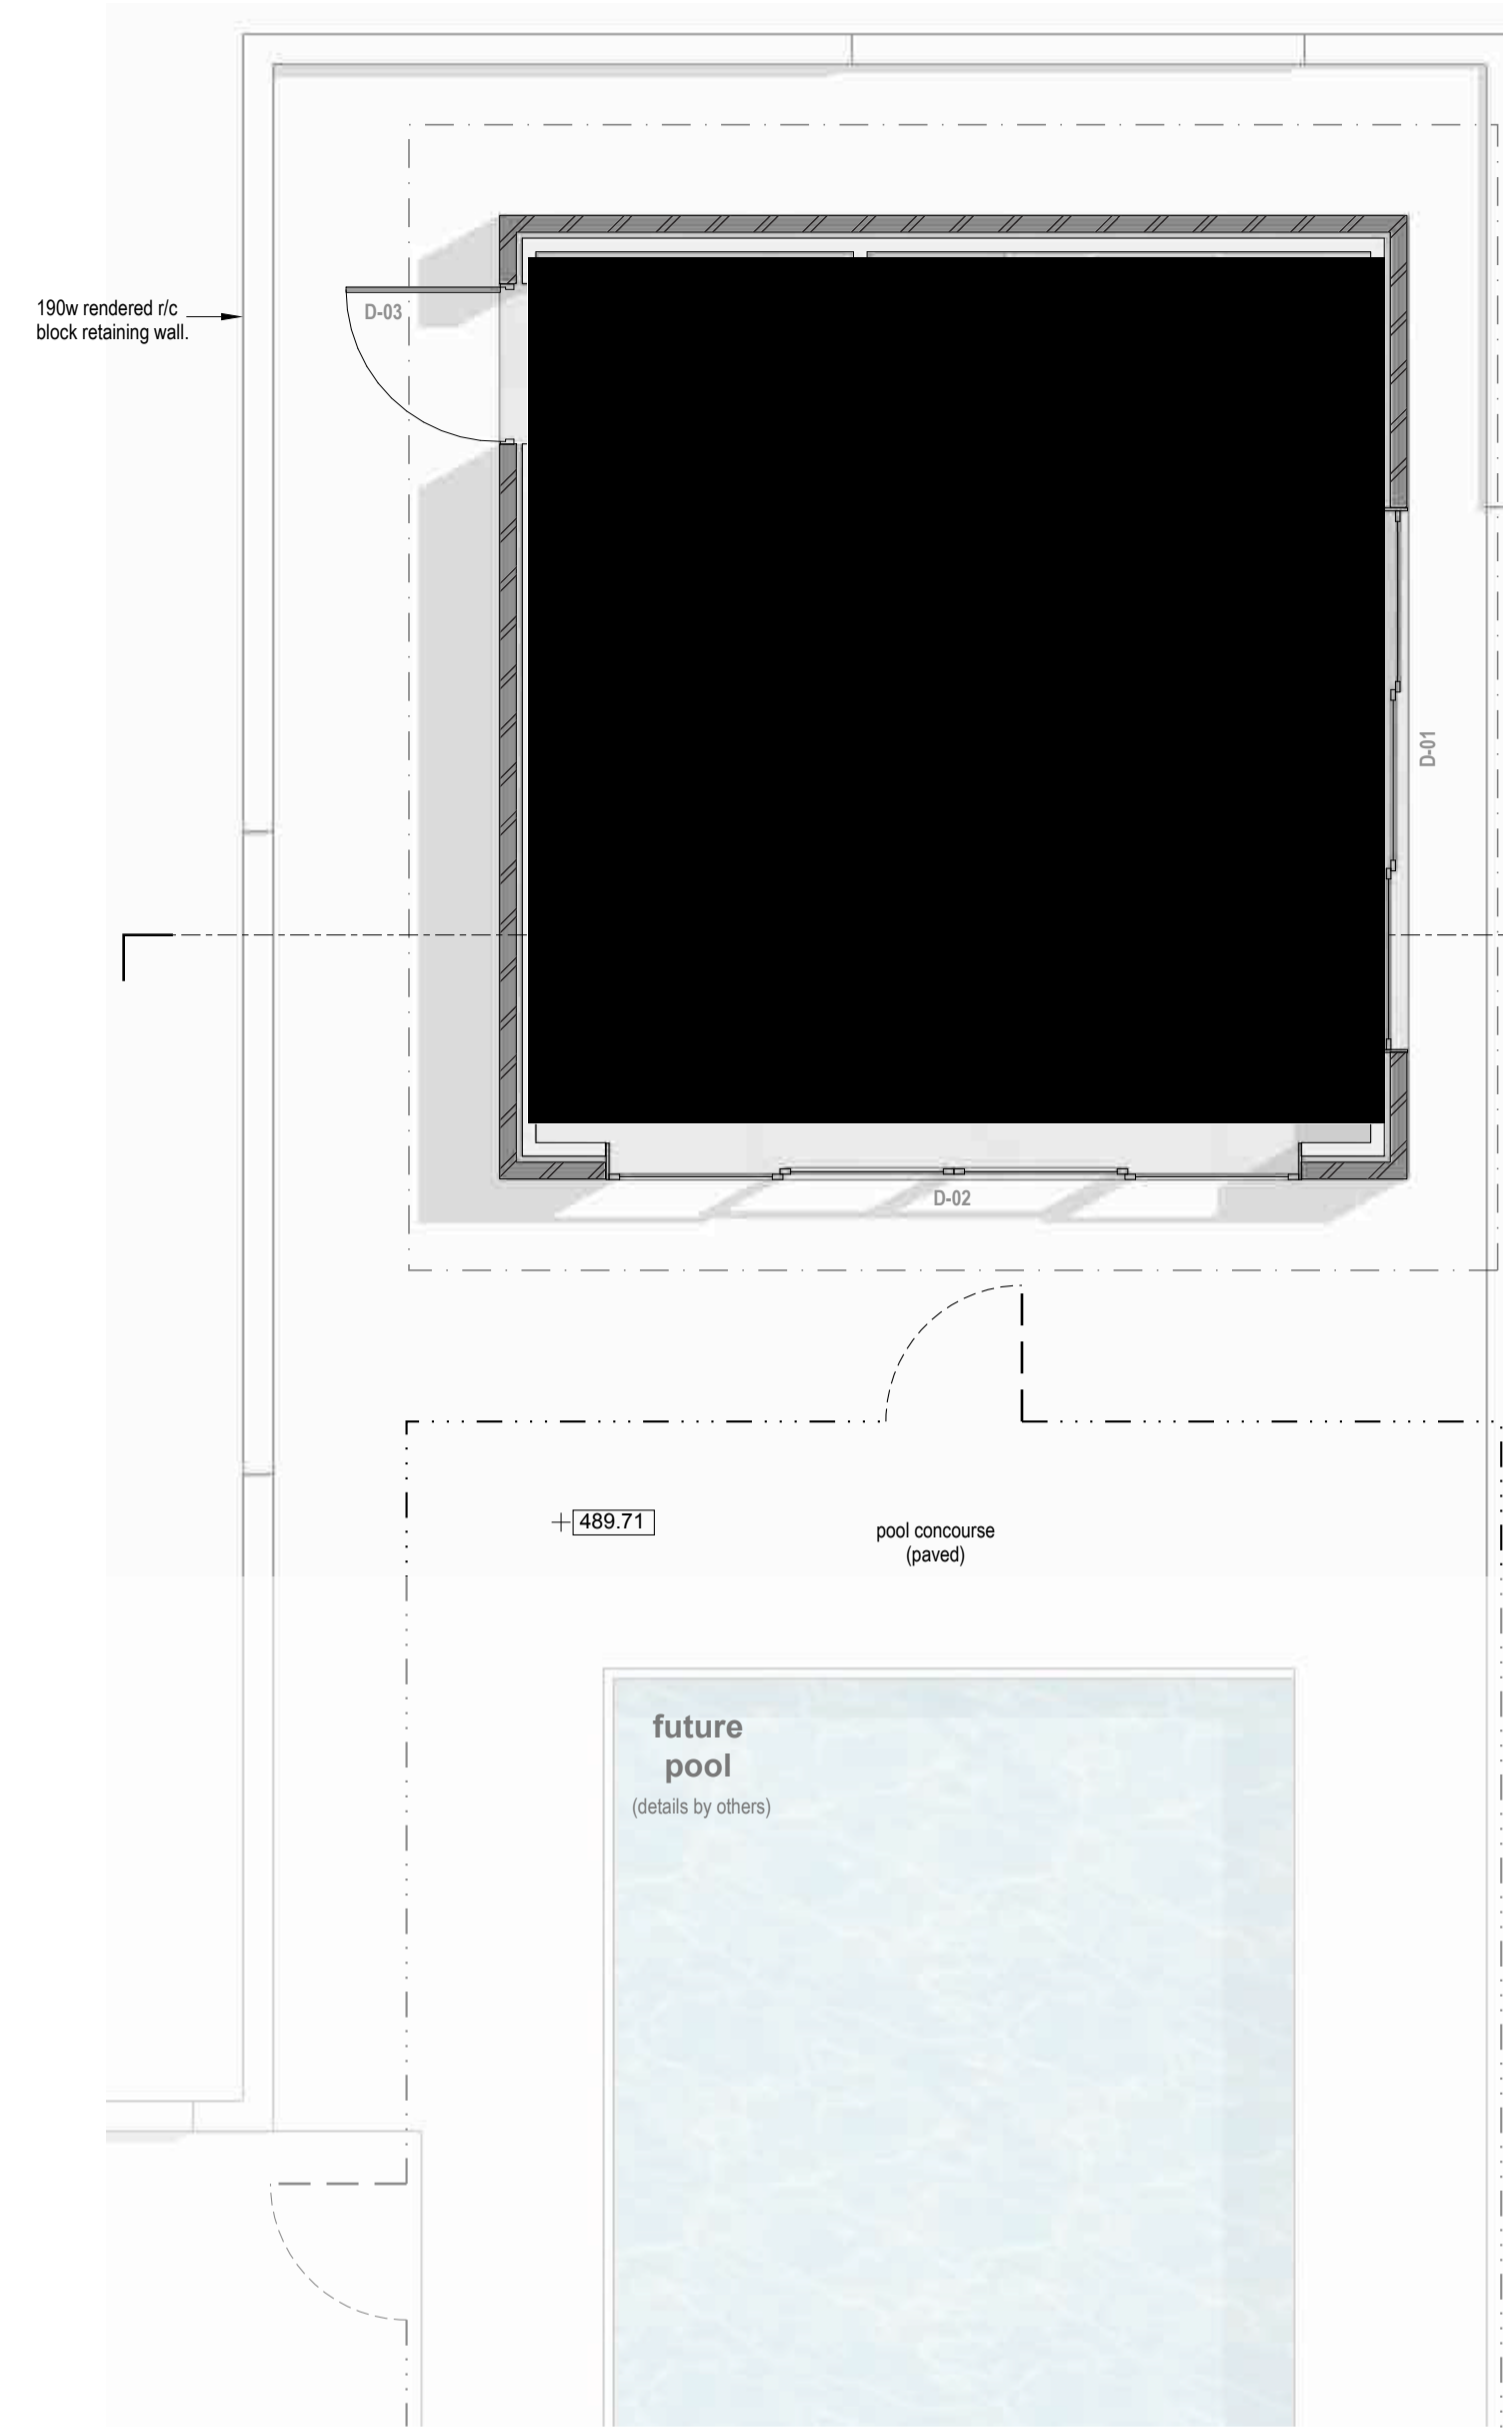 190w rendered r/c
block retaining wall.
D-03
D-01
D-02
489.71
pool concourse
(paved)
future
pool
(details by others)